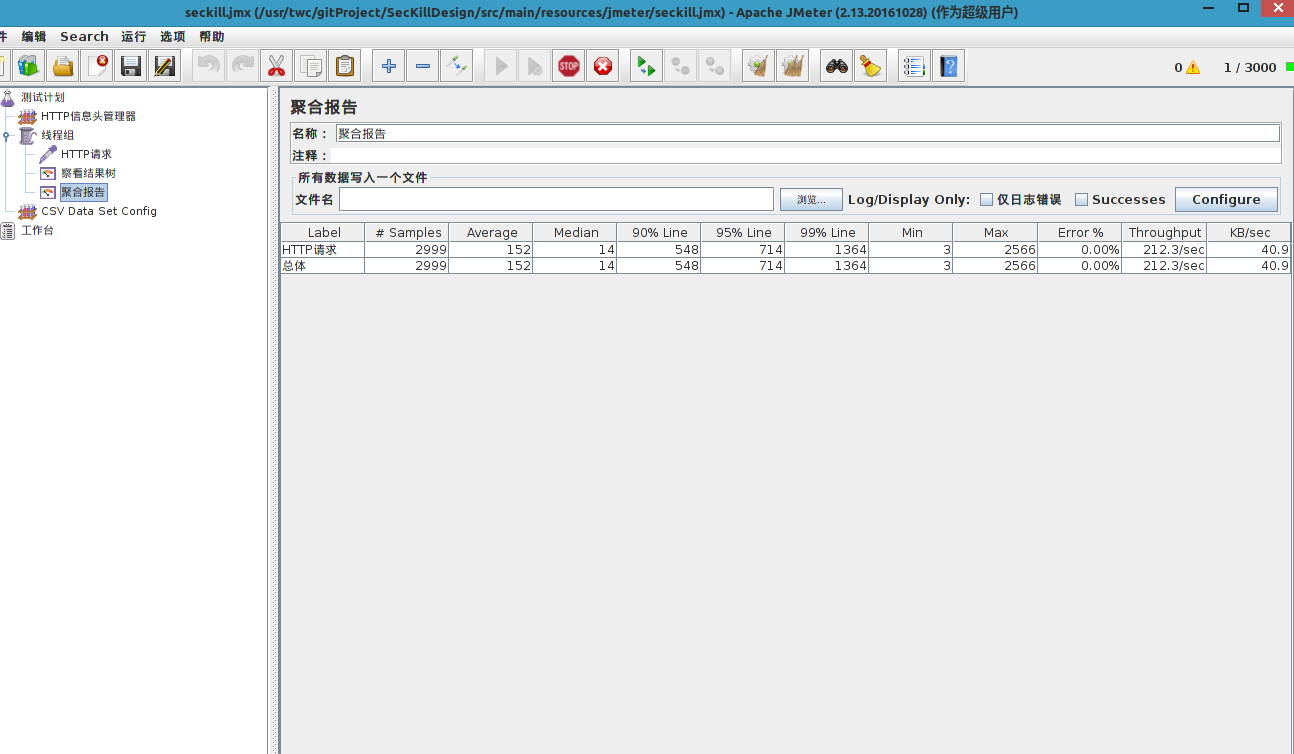 seckill.jmx (/usr/twc/gitProject/SecKillDesign/src/main/resources/jmeter/seckill.jmx) - Apache JMeter (2.13.20161028) (作为超级用户)
件 编辑 Search 运行 选项 帮助
STOP 0 1 / 3000
测试计划
HTTP信息头管理器
线程组
HTTP请求
察看结果树
聚合报告
CSV Data Set Config
工作台
聚合报告
名称： 聚合报告
注释：
所有数据写入一个文件
文件名 浏览... Log/Display Only: 仅日志错误 Successes Configure
Label # Samples Average Median 90% Line 95% Line 99% Line Min Max Error % Throughput KB/sec
HTTP请求 2999 152 14 548 714 1364 3 2566 0.00% 212.3/sec 40.9
总体 2999 152 14 548 714 1364 3 2566 0.00% 212.3/sec 40.9